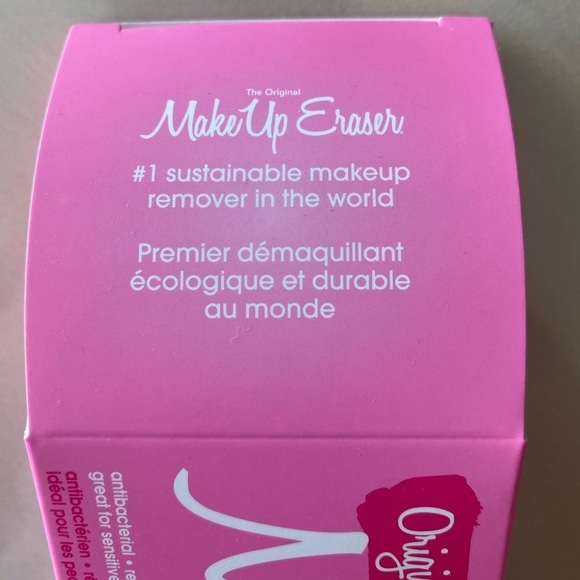 The Original
MakeUp Eraser
#1 sustainable makeup
remover in the world
Premier démaquillant
écologique et durable
au monde
antibacterial •
great for sensitive
antibactérien •
idéal pour les